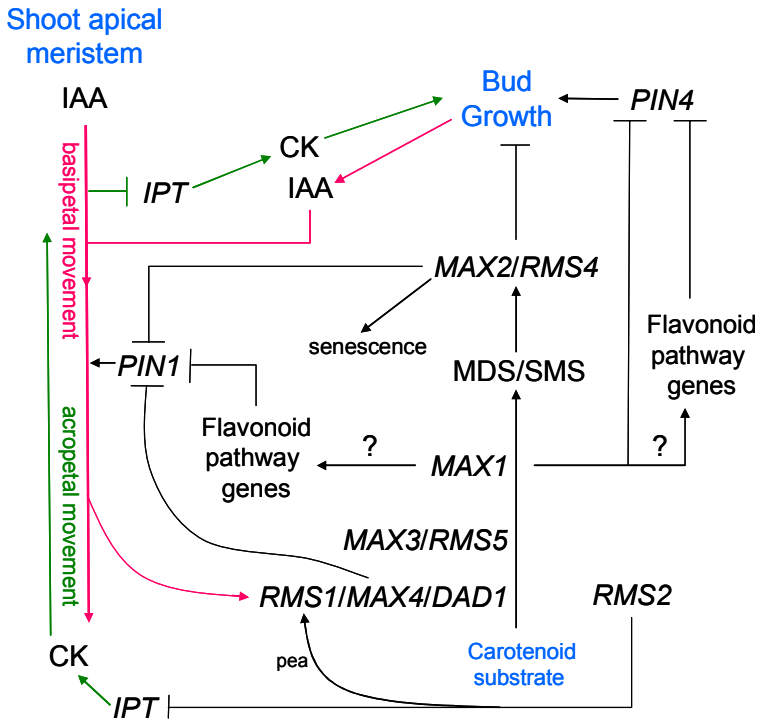 Shoot apical
meristem
IAA
Bud
Growth
PIN4
CK
IPT
IAA
basipetal movement
MAX2/RMS4
Flavonoid
pathway
genes
senescence
PIN1
MDS/SMS
acropetal movement
Flavonoid
pathway
genes
?
MAX1
?
MAX3/RMS5
RMS1/MAX4/DAD1
RMS2
CK
pea
Carotenoid
substrate
IPT